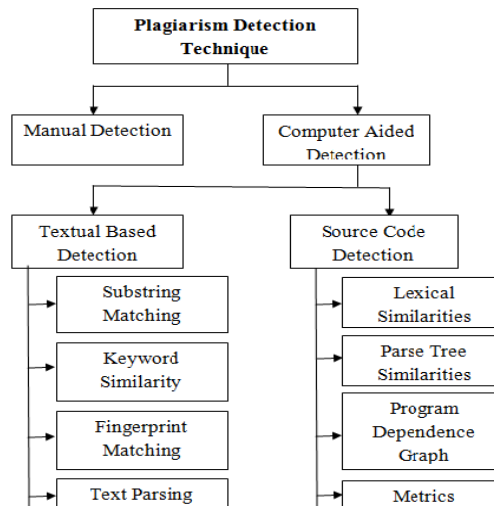 Plagiarism Detection
Technique
Manual Detection
Computer Aided
Detection
Textual Based
Detection
Source Code
Detection
Substring
Matching
Keyword
Similarity
Fingerprint
Matching
Text Parsing
Lexical
Similarities
Parse Tree
Similarities
Program
Dependence
Graph
Metrics